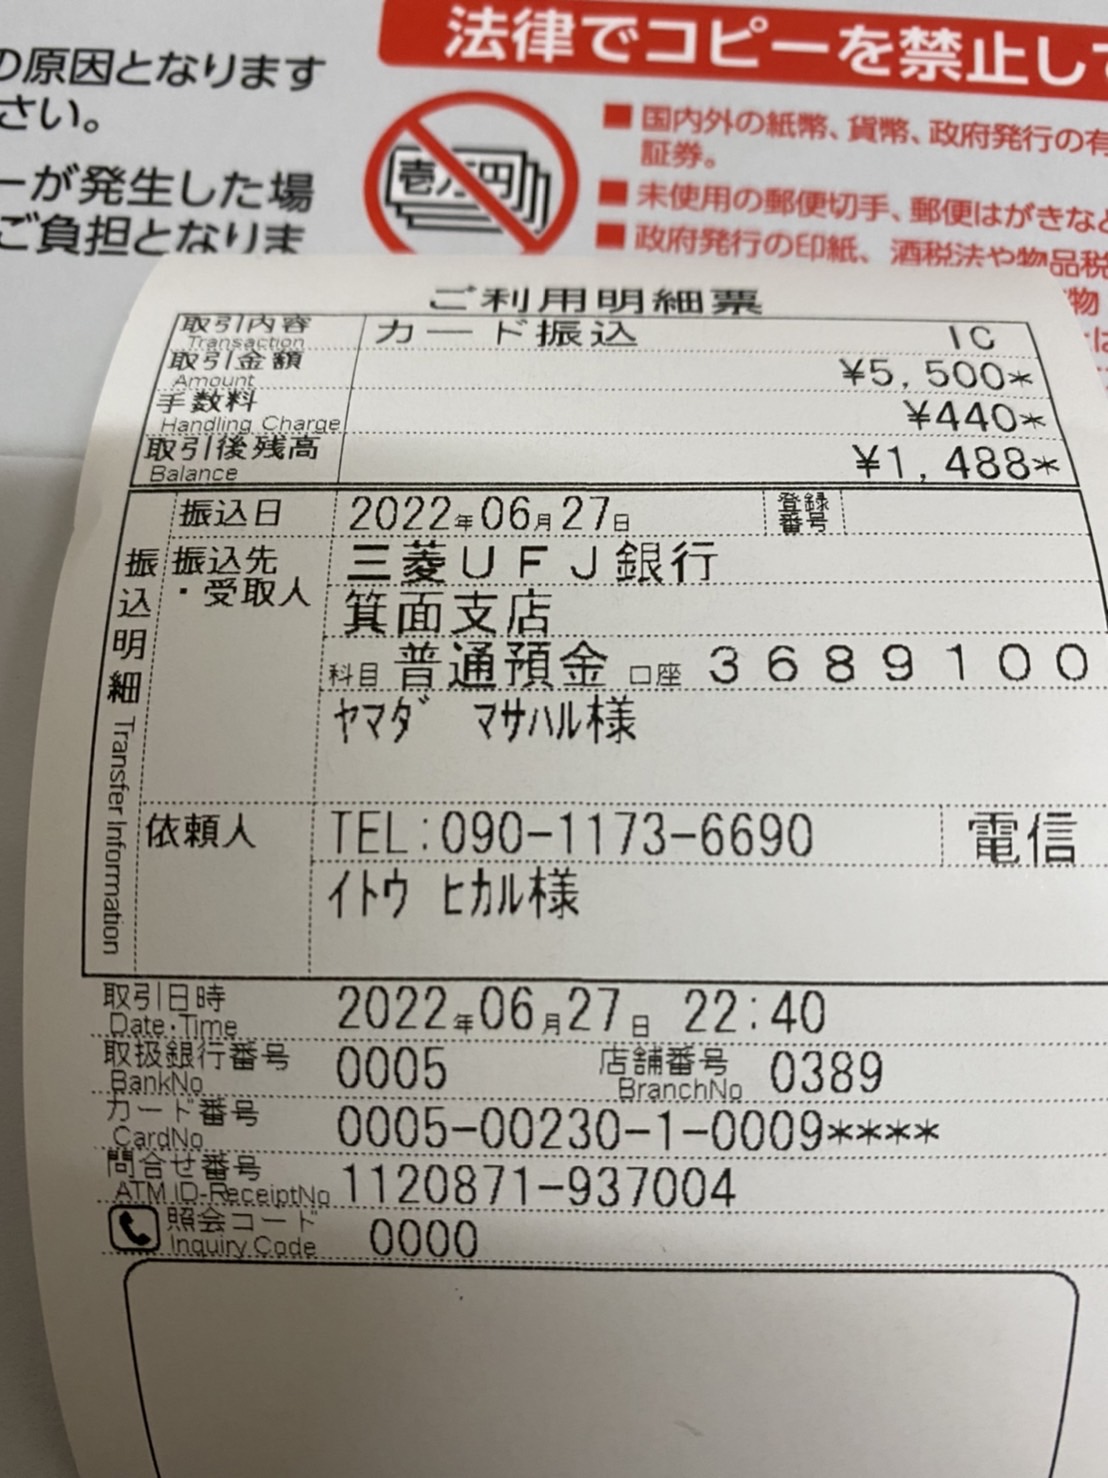 法律でコピーを禁止して
の原因となります
さい。
ーが発生した場
ご負担となりま
壱万円
■国内外の紙幣、貨幣、政府発行の有
証券。
■未使用の郵便切手、郵便はがきなど
■政府発行の印紙、酒税法や物品税
物
ご利用明細票
取引内容 カード振込 IC
Transaction
取引金額 ¥5,500*
Amount
手数料 ¥440*
Handling Charge
取引後残高 ¥1,488*
Balance
振込明細 Transfer Information
振込日 2022年06月27日 登録番号
振込先 三菱UFJ銀行
・受取人
箕面支店
科目 普通預金 口座 3689100
ヤマダ マサハル様
依頼人 TEL:090-1173-6690 電信
イトウ ヒカル様
取引日時 2022年06月27日 22:40
Date・Time
取扱銀行番号 0005 店舗番号 0389
BankNo BranchNo
カード番号 0005-00230-1-0009****
CardNo
問合せ番号 1120871-937004
ATM ID-ReceiptNo
照会コード 0000
Inquiry Code